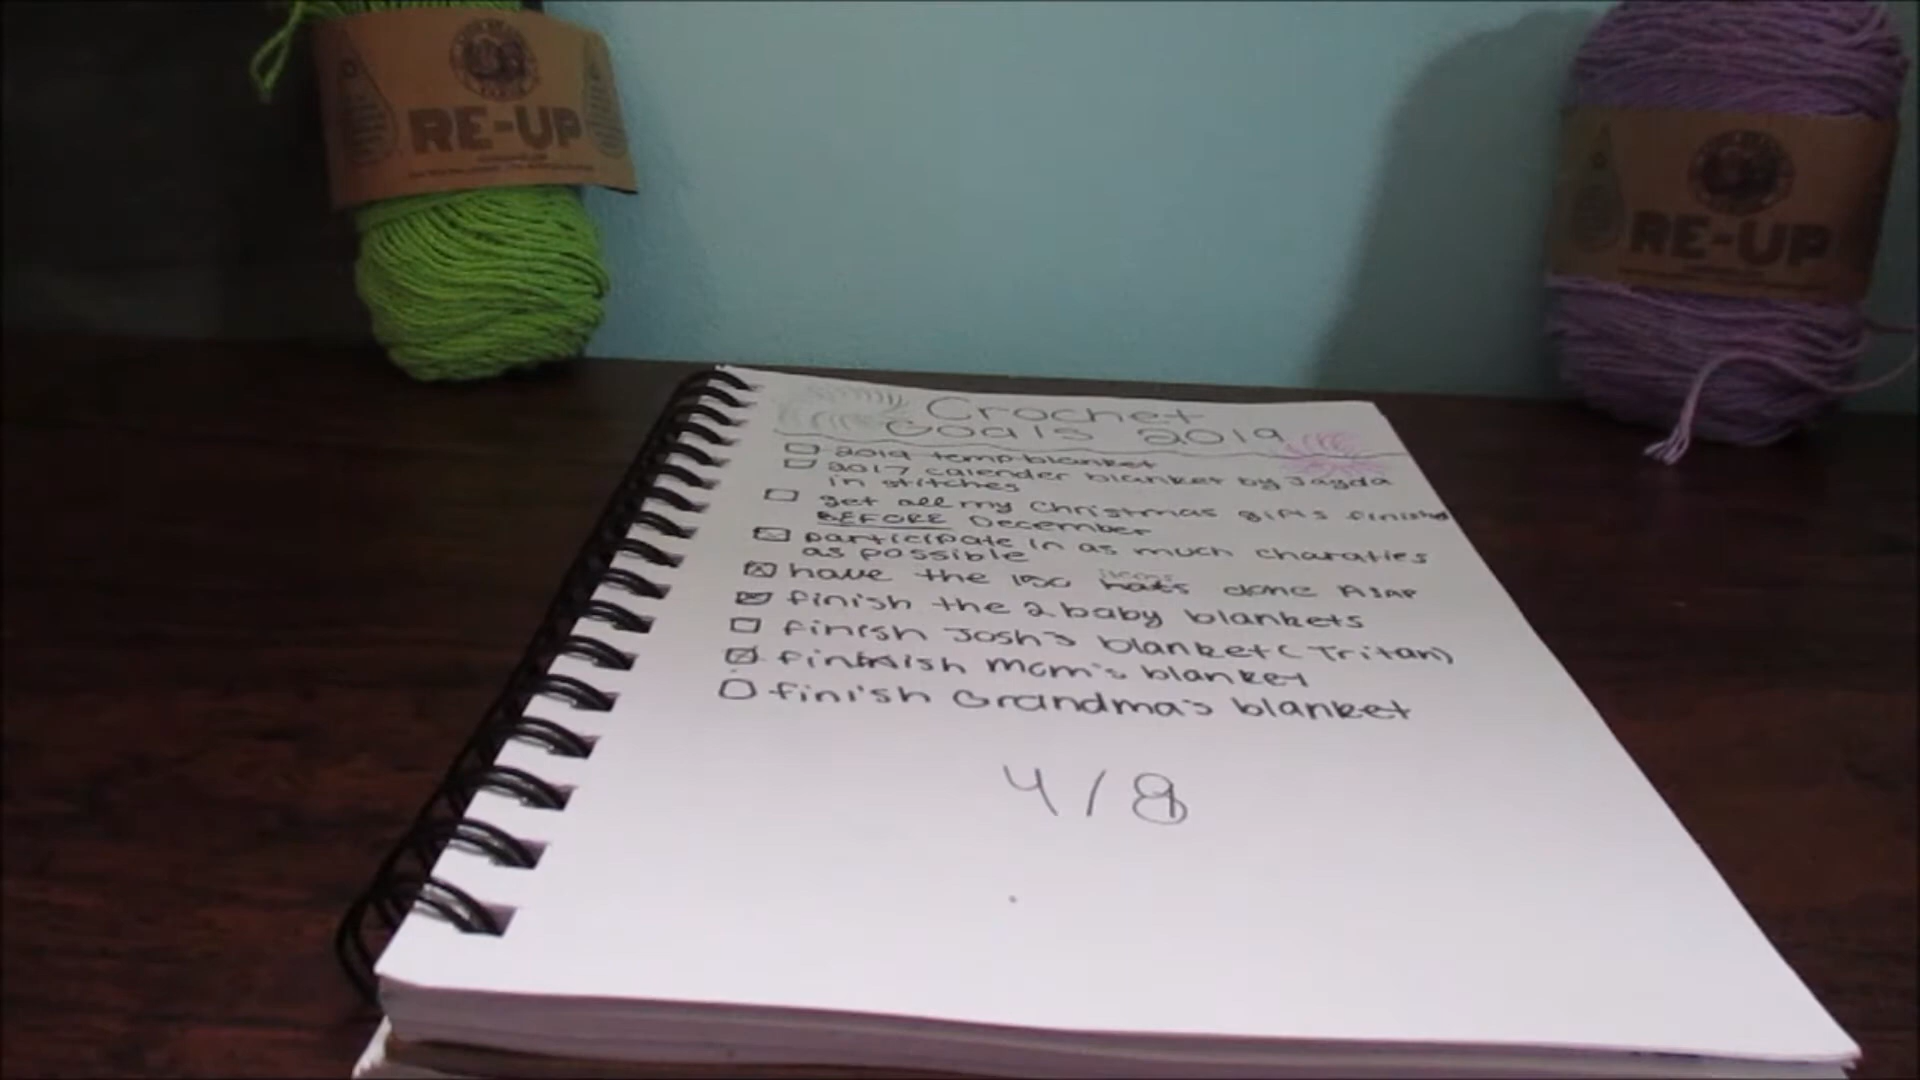 RE-UP
RE-UP
Crochet
Goals 2019
2019 temp blanket
2017 calender blanket by Jayda
in stitches
get all my Christmas gifts finished
BEFORE December
participate in as much charaties
as possible
have the 150 hats done ASAP
finish the 2 baby blankets
finish Josh's blanket (Tritan)
finish mom's blanket
finish Grandma's blanket
4/8